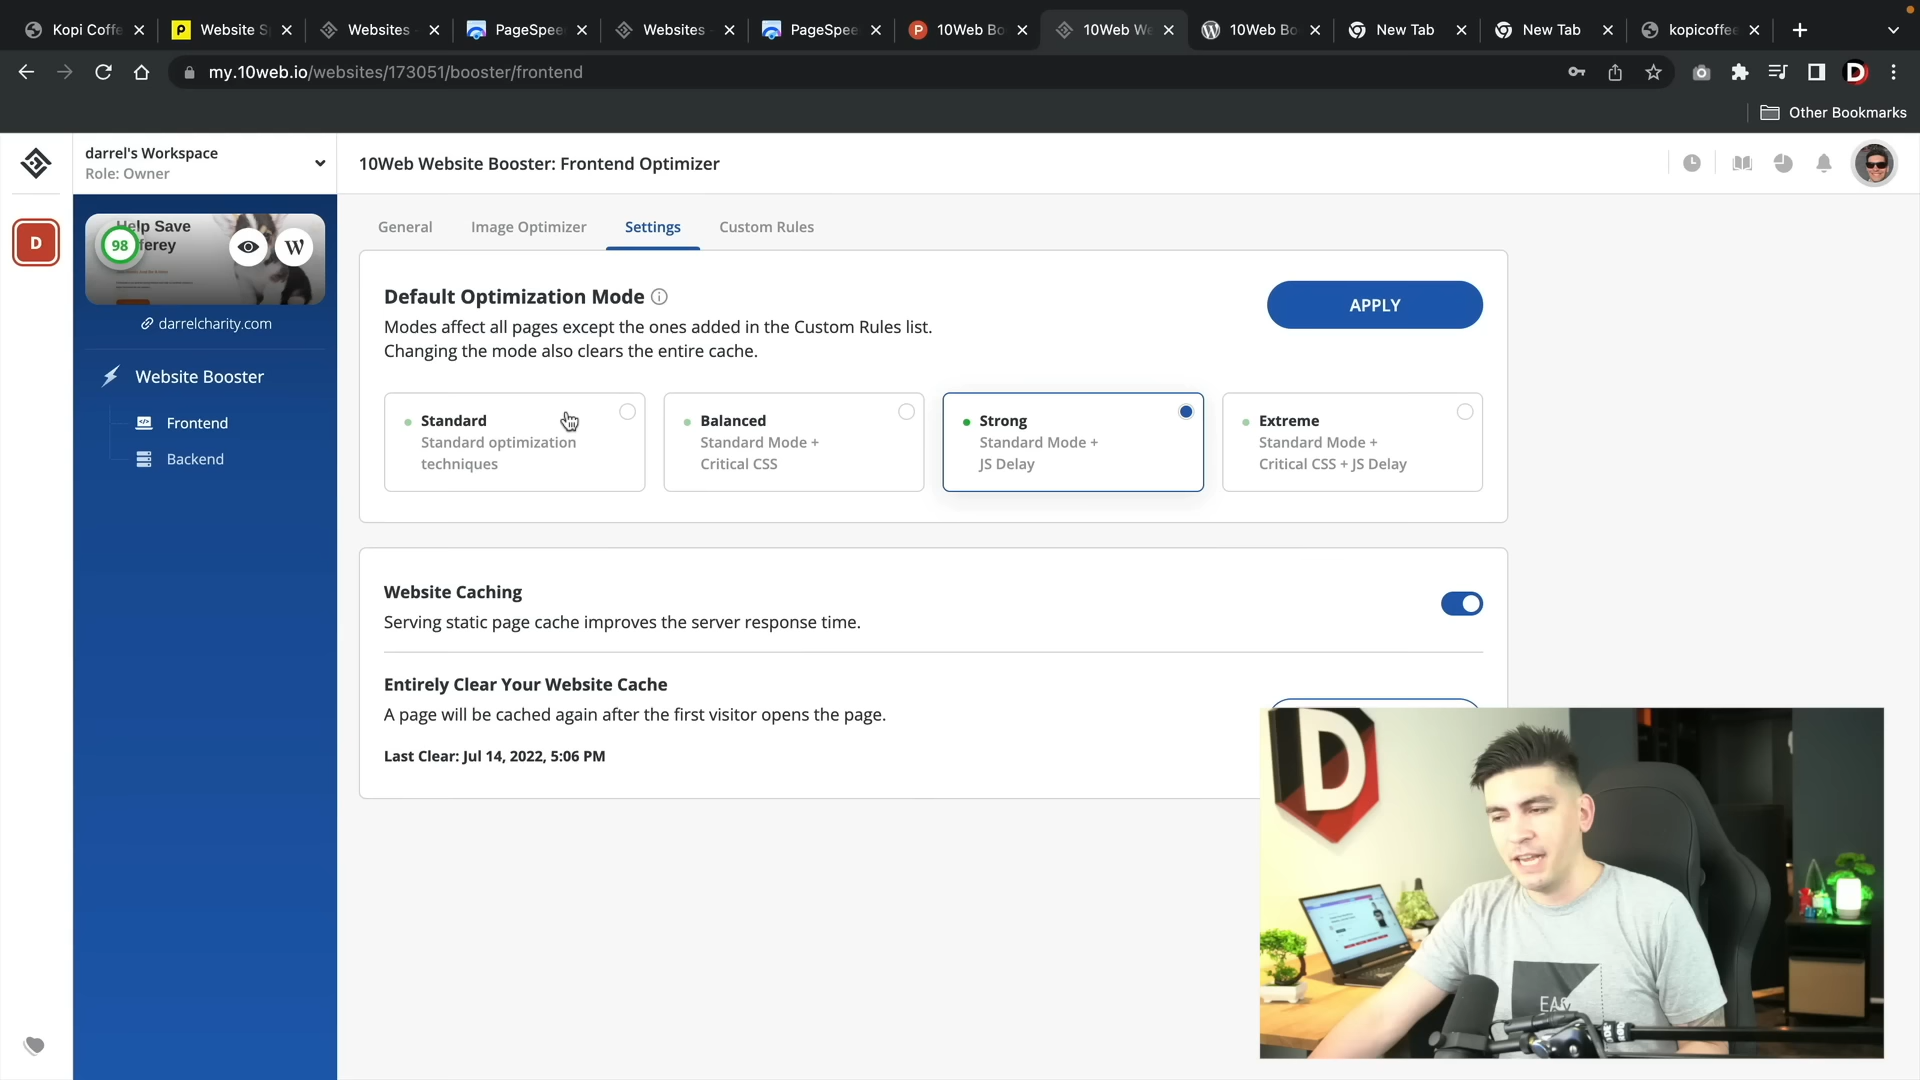 Kopi Coffe
Website S
Websites
PageSpee
Websites
PageSpee
10Web Bo
10Web We
10Web Bo
New Tab
New Tab
kopicoffee
my.10web.io/websites/173051/booster/frontend
Other Bookmarks
darrel's Workspace
Role: Owner
10Web Website Booster: Frontend Optimizer
D
Help Save
fferey
98
W
darrelcharity.com
Website Booster
Frontend
Backend
General
Image Optimizer
Settings
Custom Rules
Default Optimization Mode
Modes affect all pages except the ones added in the Custom Rules list.
Changing the mode also clears the entire cache.
APPLY
Standard
Standard optimization
techniques
Balanced
Standard Mode +
Critical CSS
Strong
Standard Mode +
JS Delay
Extreme
Standard Mode +
Critical CSS + JS Delay
Website Caching
Serving static page cache improves the server response time.
Entirely Clear Your Website Cache
A page will be cached again after the first visitor opens the page.
Last Clear: Jul 14, 2022, 5:06 PM
D